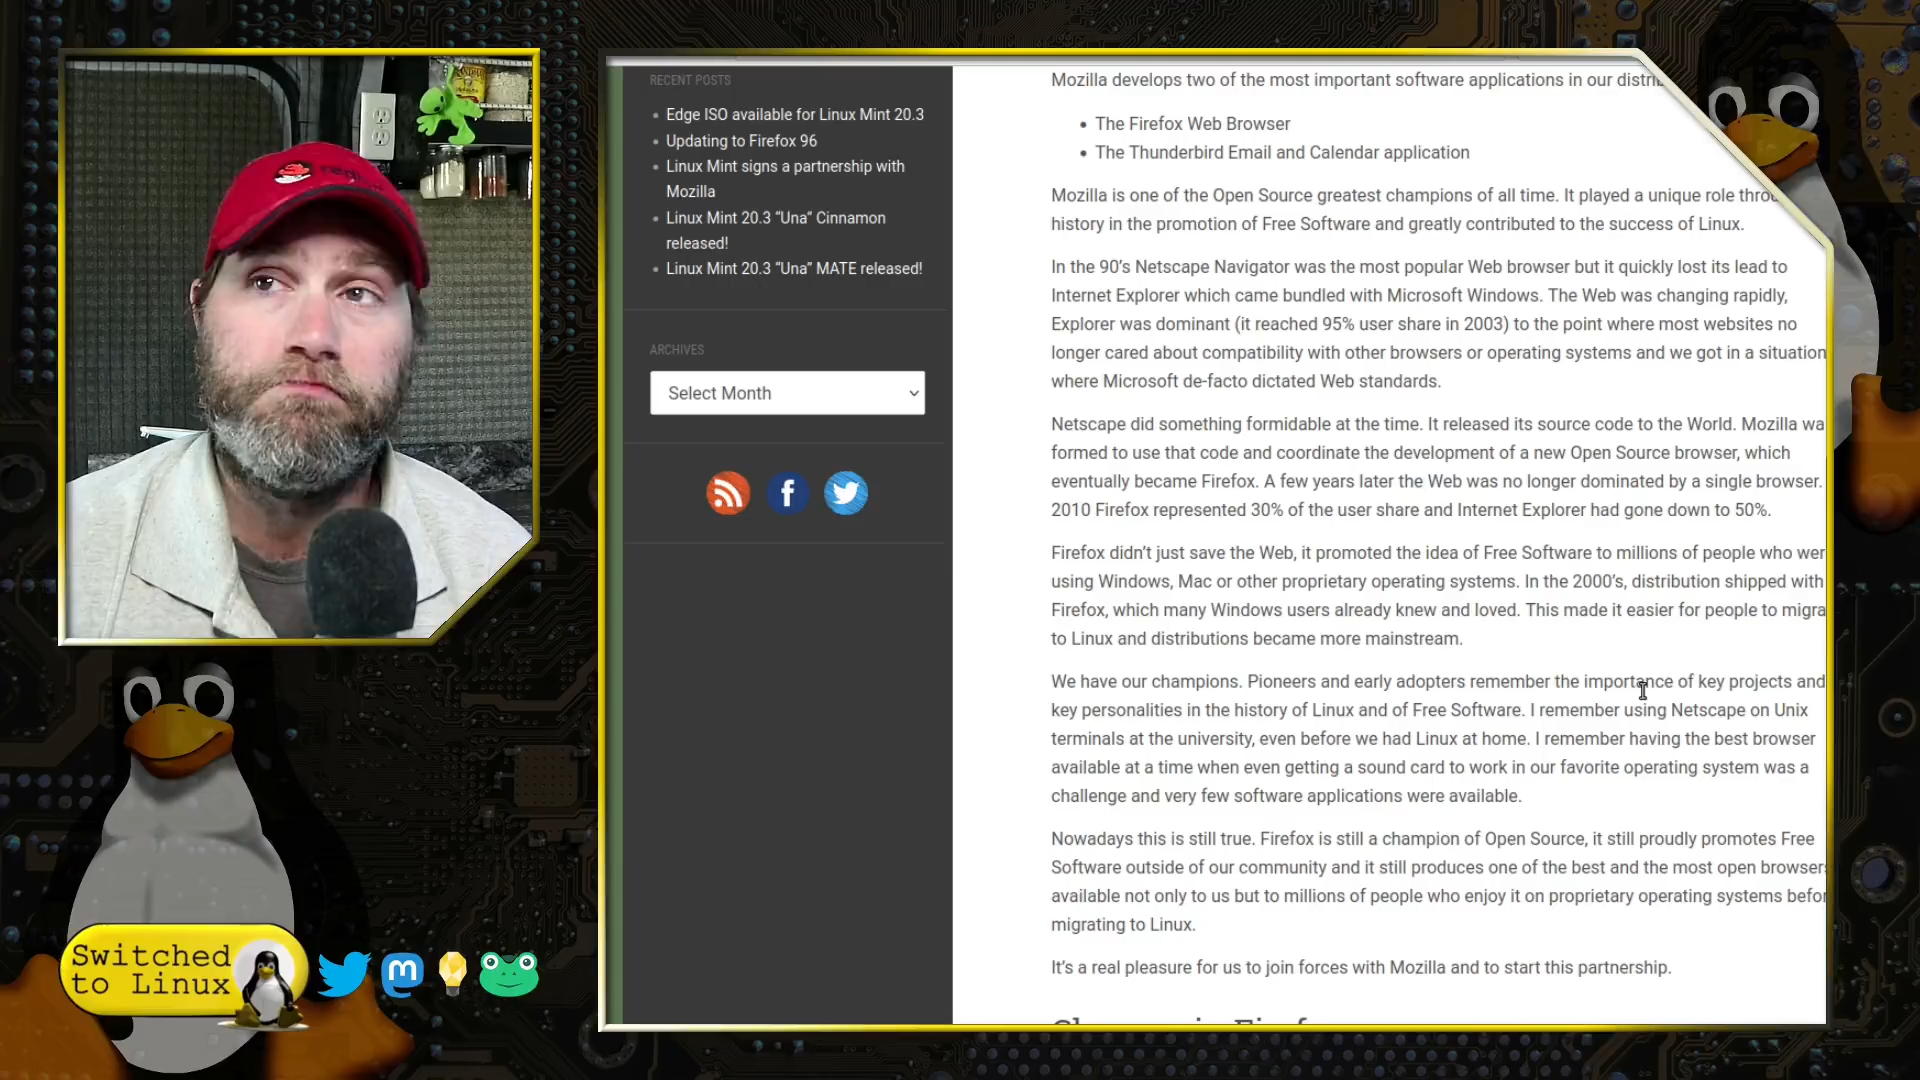 RECENT POSTS
Edge ISO available for Linux Mint 20.3
Updating to Firefox 96
Linux Mint signs a partnership with
Mozilla
Linux Mint 20.3 “Una” Cinnamon
released!
Linux Mint 20.3 “Una” MATE released!
ARCHIVES
Select Month
Mozilla develops two of the most important software applications in our
The Firefox Web Browser
The Thunderbird Email and Calendar application
Mozilla is one of the Open Source greatest champions of all time. It played a unique role
history in the promotion of Free Software and greatly contributed to the success of Linux.
In the 90’s Netscape Navigator was the most popular Web browser but it quickly lost its lead to
Internet Explorer which came bundled with Microsoft Windows. The Web was changing rapidly,
Explorer was dominant (it reached 95% user share in 2003) to the point where most websites no
longer cared about compatibility with other browsers or operating systems and we got in a situation
where Microsoft de-facto dictated Web standards.
Netscape did something formidable at the time. It released its source code to the World. Mozilla wa
formed to use that code and coordinate the development of a new Open Source browser, which
eventually became Firefox. A few years later the Web was no longer dominated by a single browser.
2010 Firefox represented 30% of the user share and Internet Explorer had gone down to 50%.
Firefox didn’t just save the Web, it promoted the idea of Free Software to millions of people who wer
using Windows, Mac or other proprietary operating systems. In the 2000’s, distribution shipped with
Firefox, which many Windows users already knew and loved. This made it easier for people to migra
to Linux and distributions became more mainstream.
We have our champions. Pioneers and early adopters remember the importance of key projects and
key personalities in the history of Linux and of Free Software. I remember using Netscape on Unix
terminals at the university, even before we had Linux at home. I remember having the best browser
available at a time when even getting a sound card to work in our favorite operating system was a
challenge and very few software applications were available.
Nowadays this is still true. Firefox is still a champion of Open Source, it still proudly promotes Free
Software outside of our community and it still produces one of the best and the most open browsers
available not only to us but to millions of people who enjoy it on proprietary operating systems befor
migrating to Linux.
It’s a real pleasure for us to join forces with Mozilla and to start this partnership.
Switched
to Linux